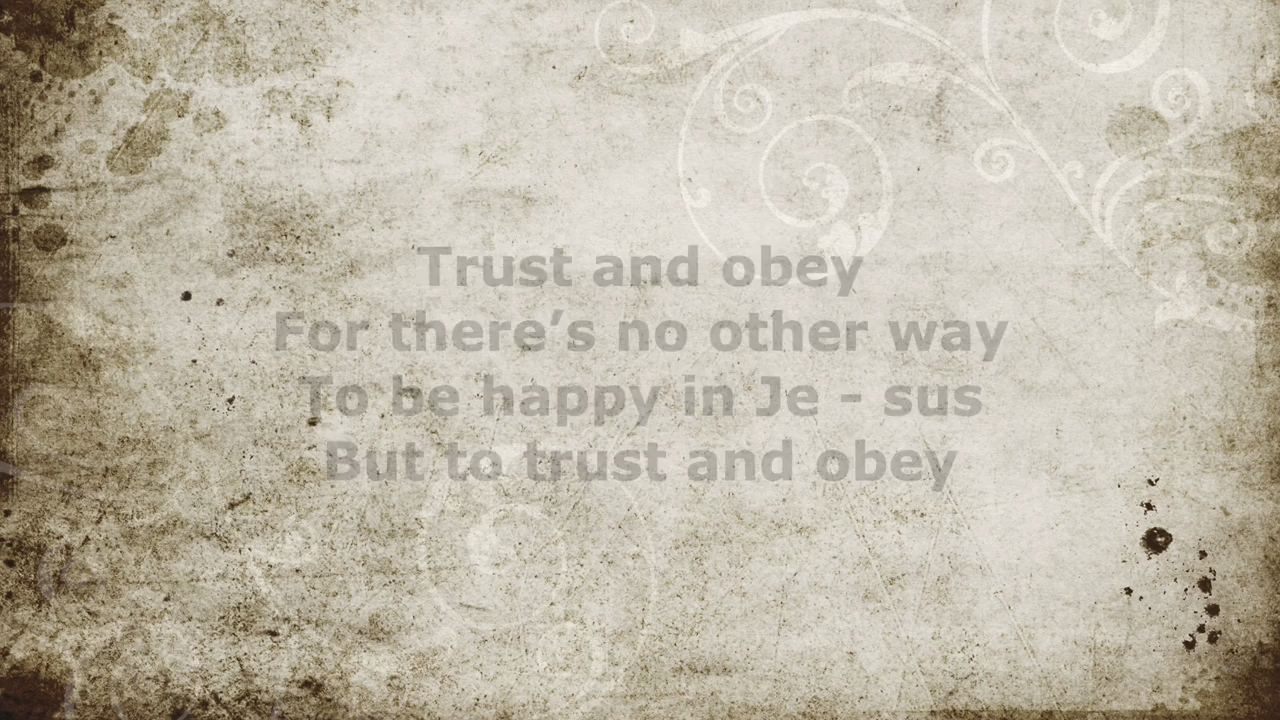 Trust and obey
For there’s no other way
To be happy in Je - sus
But to trust and obey